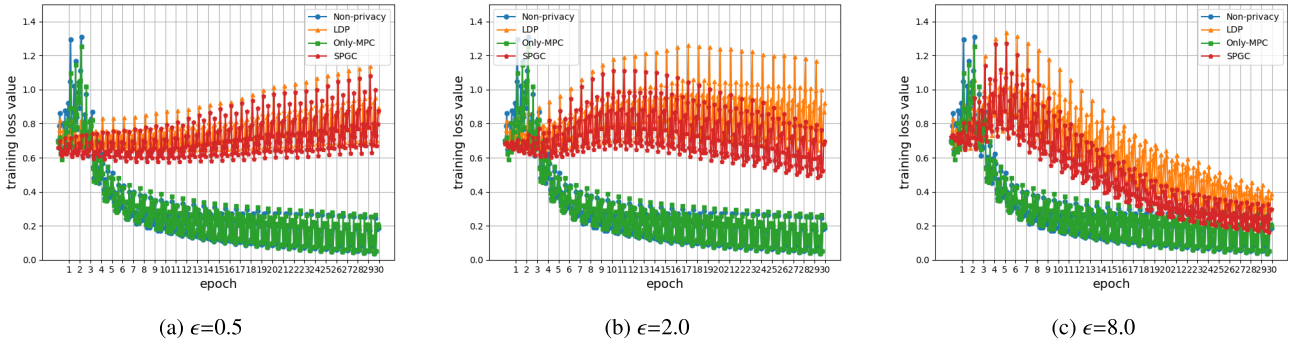 1.4
1.2
1.0
0.8
0.6
0.4
0.2
0.0
training loss value
Non-privacy
LDP
Only-MPC
SPGC
1 2 3 4 5 6 7 8 9 10 11 12 13 14 15 16 17 18 19 20 21 22 23 24 25 26 27 28 29 30
epoch
(a) ϵ=0.5
1.4
1.2
1.0
0.8
0.6
0.4
0.2
0.0
training loss value
Non-privacy
LDP
Only-MPC
SPGC
1 2 3 4 5 6 7 8 9 10 11 12 13 14 15 16 17 18 19 20 21 22 23 24 25 26 27 28 29 30
epoch
(b) ϵ=2.0
1.4
1.2
1.0
0.8
0.6
0.4
0.2
0.0
training loss value
Non-privacy
LDP
Only-MPC
SPGC
1 2 3 4 5 6 7 8 9 10 11 12 13 14 15 16 17 18 19 20 21 22 23 24 25 26 27 28 29 30
epoch
(c) ϵ=8.0